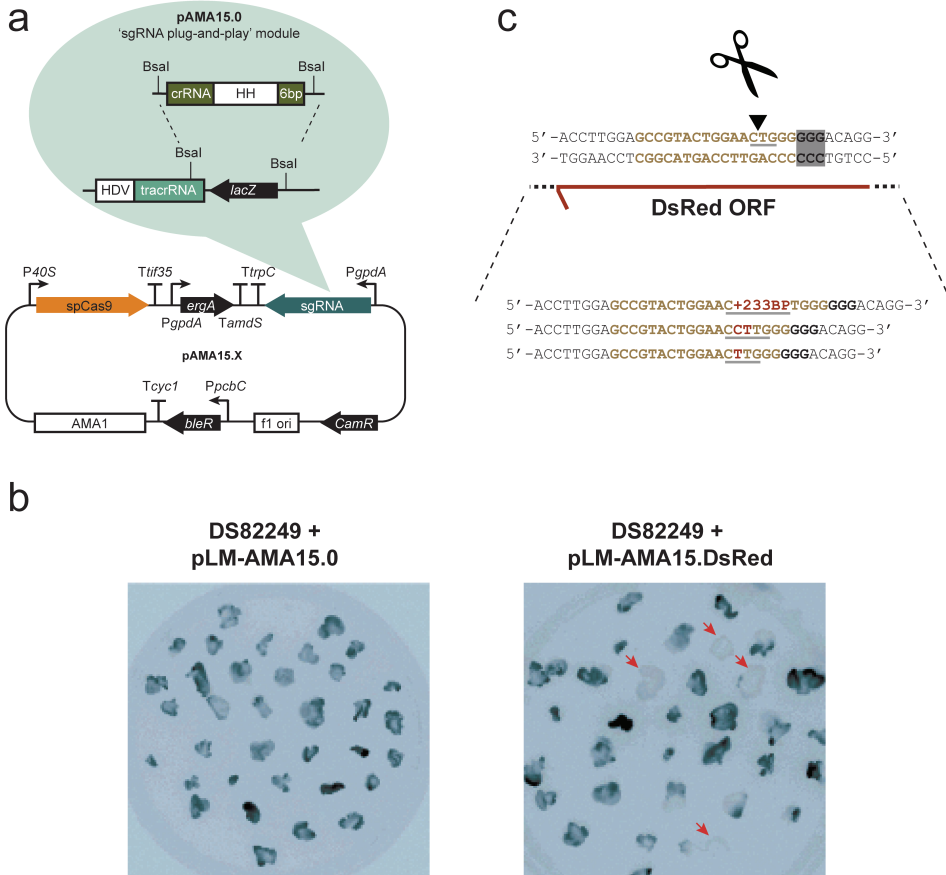 a
pAMA15.0
‘sgRNA plug-and-play’ module
BsaI BsaI
crRNA HH 6bp
BsaI BsaI
HDV tracrRNA lacZ
P40S Ttif35 TtrpC PgpdA
spCas9 ergA sgRNA
PgpdA TamdS
pAMA15.X
Tcyc1 PpcbC
AMA1 bleR f1 ori CamR
c
5’-ACCTTGGAGCCGTACTGGAACTGGGGGGACAGG-3’
3’-TGGAACCTCGGCATGACCTTGACCCCCCTGTCC-5’
DsRed ORF
5’-ACCTTGGAGCCGTACTGGAAC+233BPTGGGGGGACAGG-3’
5’-ACCTTGGAGCCGTACTGGAACCTTGGGGGGACAGG-3’
5’-ACCTTGGAGCCGTACTGGAACTTGGGGGGACAGG-3’
b
DS82249 +
pLM-AMA15.0
DS82249 +
pLM-AMA15.DsRed